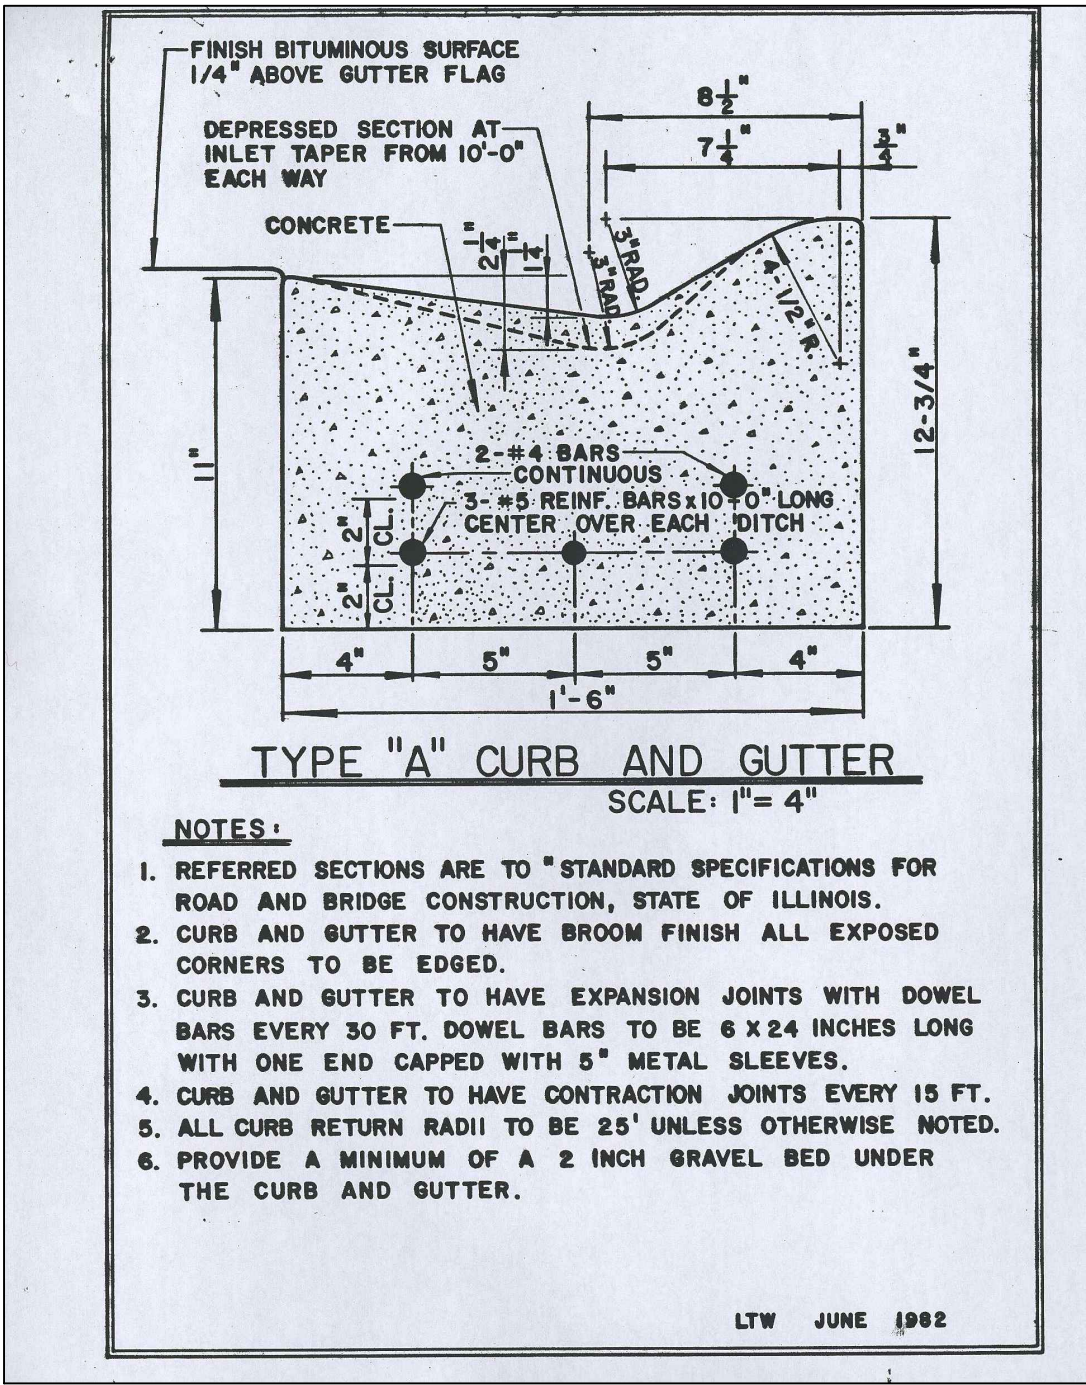 FINISH BITUMINOUS SURFACE
1/4" ABOVE GUTTER FLAG
DEPRESSED SECTION AT
INLET TAPER FROM 10'-0"
EACH WAY
CONCRETE
8 1/2"
7 1/4"
3/4"
2 1/4"
1 1/4"
3" RAD.
3" RAD
4-1/2" R.
11"
12-3/4"
2-#4 BARS
CONTINUOUS
3- #5 REINF. BARS x 10'-0" LONG
CENTER OVER EACH DITCH
2" CL.
2" CL.
4"
5"
5"
4"
1'-6"
TYPE "A" CURB AND GUTTER
SCALE: 1"= 4"
NOTES:
1. REFERRED SECTIONS ARE TO "STANDARD SPECIFICATIONS FOR
ROAD AND BRIDGE CONSTRUCTION, STATE OF ILLINOIS.
2. CURB AND GUTTER TO HAVE BROOM FINISH ALL EXPOSED
CORNERS TO BE EDGED.
3. CURB AND GUTTER TO HAVE EXPANSION JOINTS WITH DOWEL
BARS EVERY 30 FT. DOWEL BARS TO BE 6 X 24 INCHES LONG
WITH ONE END CAPPED WITH 5" METAL SLEEVES.
4. CURB AND GUTTER TO HAVE CONTRACTION JOINTS EVERY 15 FT.
5. ALL CURB RETURN RADII TO BE 25' UNLESS OTHERWISE NOTED.
6. PROVIDE A MINIMUM OF A 2 INCH GRAVEL BED UNDER
THE CURB AND GUTTER.
LTW JUNE 1982